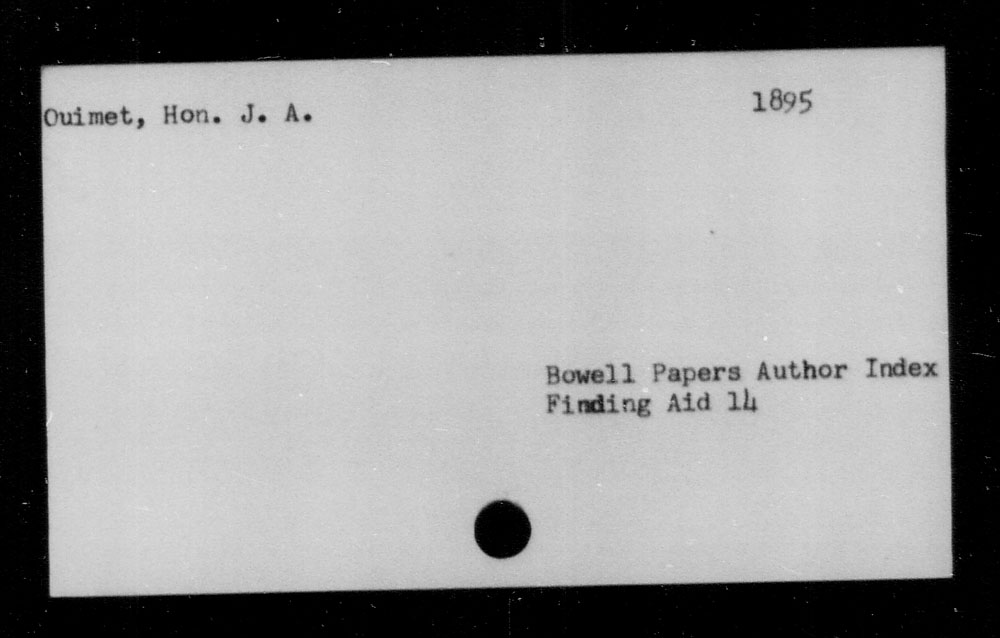 Ouimet, Hon. J. A.
1895
Bowell Papers Author Index
Finding Aid 14